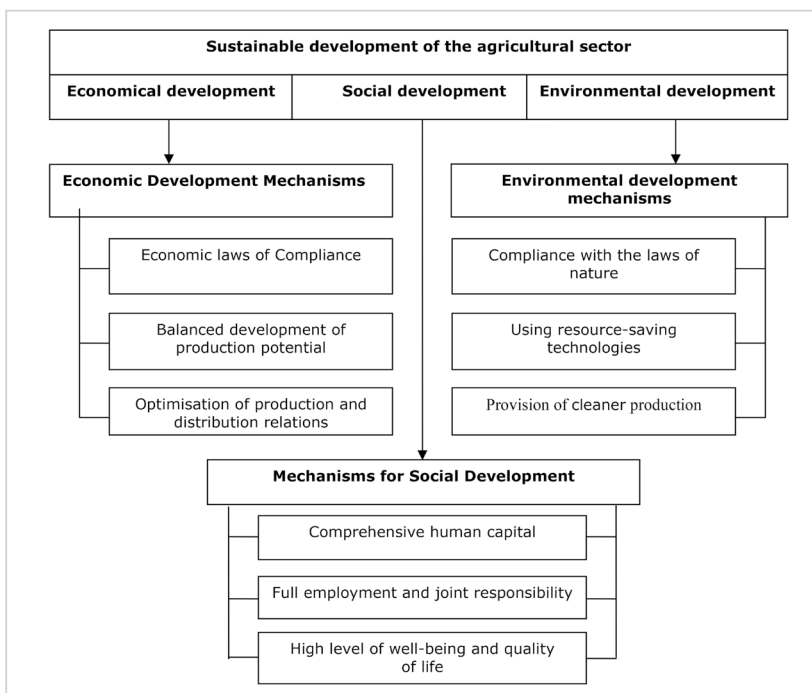 Sustainable development of the agricultural sector
Economical development
Social development
Environmental development
Economic Development Mechanisms
Economic laws of Compliance
Balanced development of
production potential
Optimisation of production and
distribution relations
Environmental development
mechanisms
Compliance with the laws of
nature
Using resource-saving
technologies
Provision of cleaner production
Mechanisms for Social Development
Comprehensive human capital
Full employment and joint responsibility
High level of well-being and quality
of life